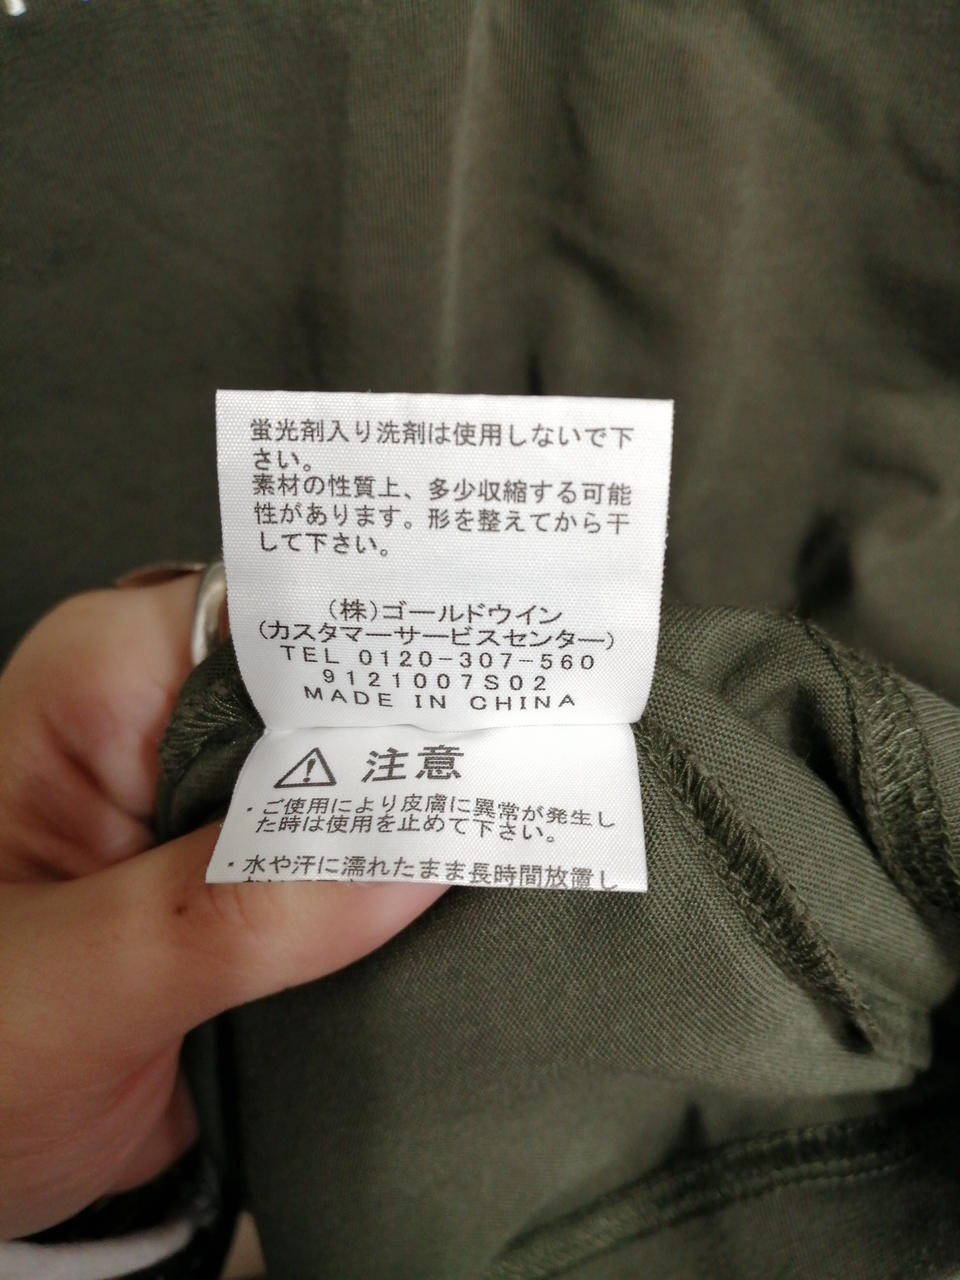 蛍光剤入り洗剤は使用しないで下
さい。
素材の性質上、多少収縮する可能
性があります。形を整えてから干
して下さい。
(株)ゴールドウイン
(カスタマーサービスセンター)
TEL 0120-307-560
9121007S02
MADE IN CHINA
注意
・ご使用により皮膚に異常が発生し
た時は使用を止めて下さい。
・水や汗に濡れたまま長時間放置し